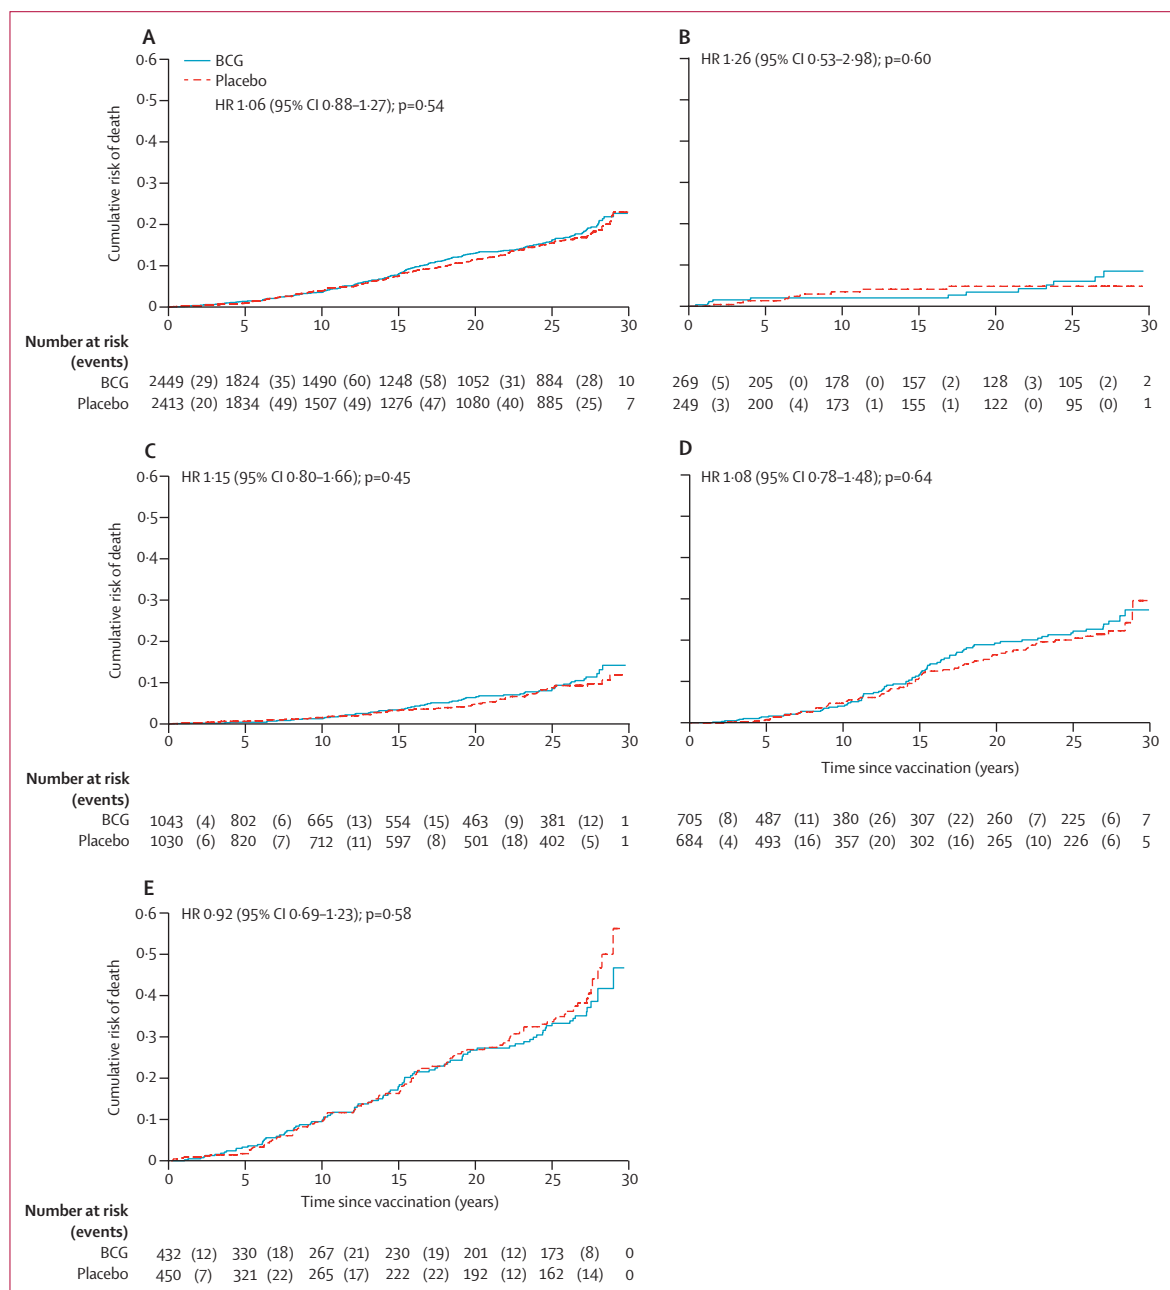 A
0·6
BCG
Placebo
HR 1·06 (95% CI 0·88–1·27); p=0·54
0·5
0·4
0·3
0·2
0·1
0
Cumulative risk of death
0 5 10 15 20 25 30
Number at risk
(events)
BCG 2449 (29) 1824 (35) 1490 (60) 1248 (58) 1052 (31) 884 (28) 10
Placebo 2413 (20) 1834 (49) 1507 (49) 1276 (47) 1080 (40) 885 (25) 7
B
HR 1·26 (95% CI 0·53–2·98); p=0·60
0 5 10 15 20 25 30
269 (5) 205 (0) 178 (0) 157 (2) 128 (3) 105 (2) 2
249 (3) 200 (4) 173 (1) 155 (1) 122 (0) 95 (0) 1
C
HR 1·15 (95% CI 0·80–1·66); p=0·45
0·6
0·5
0·4
0·3
0·2
0·1
0
Cumulative risk of death
0 5 10 15 20 25 30
Number at risk
(events)
BCG 1043 (4) 802 (6) 665 (13) 554 (15) 463 (9) 381 (12) 1
Placebo 1030 (6) 820 (7) 712 (11) 597 (8) 501 (18) 402 (5) 1
D
HR 1·08 (95% CI 0·78–1·48); p=0·64
0 5 10 15 20 25 30
Time since vaccination (years)
705 (8) 487 (11) 380 (26) 307 (22) 260 (7) 225 (6) 7
684 (4) 493 (16) 357 (20) 302 (16) 265 (10) 226 (6) 5
E
HR 0·92 (95% CI 0·69–1·23); p=0·58
0·6
0·5
0·4
0·3
0·2
0·1
0
Cumulative risk of death
0 5 10 15 20 25 30
Time since vaccination (years)
Number at risk
(events)
BCG 432 (12) 330 (18) 267 (21) 230 (19) 201 (12) 173 (8) 0
Placebo 450 (7) 321 (22) 265 (17) 222 (22) 192 (12) 162 (14) 0